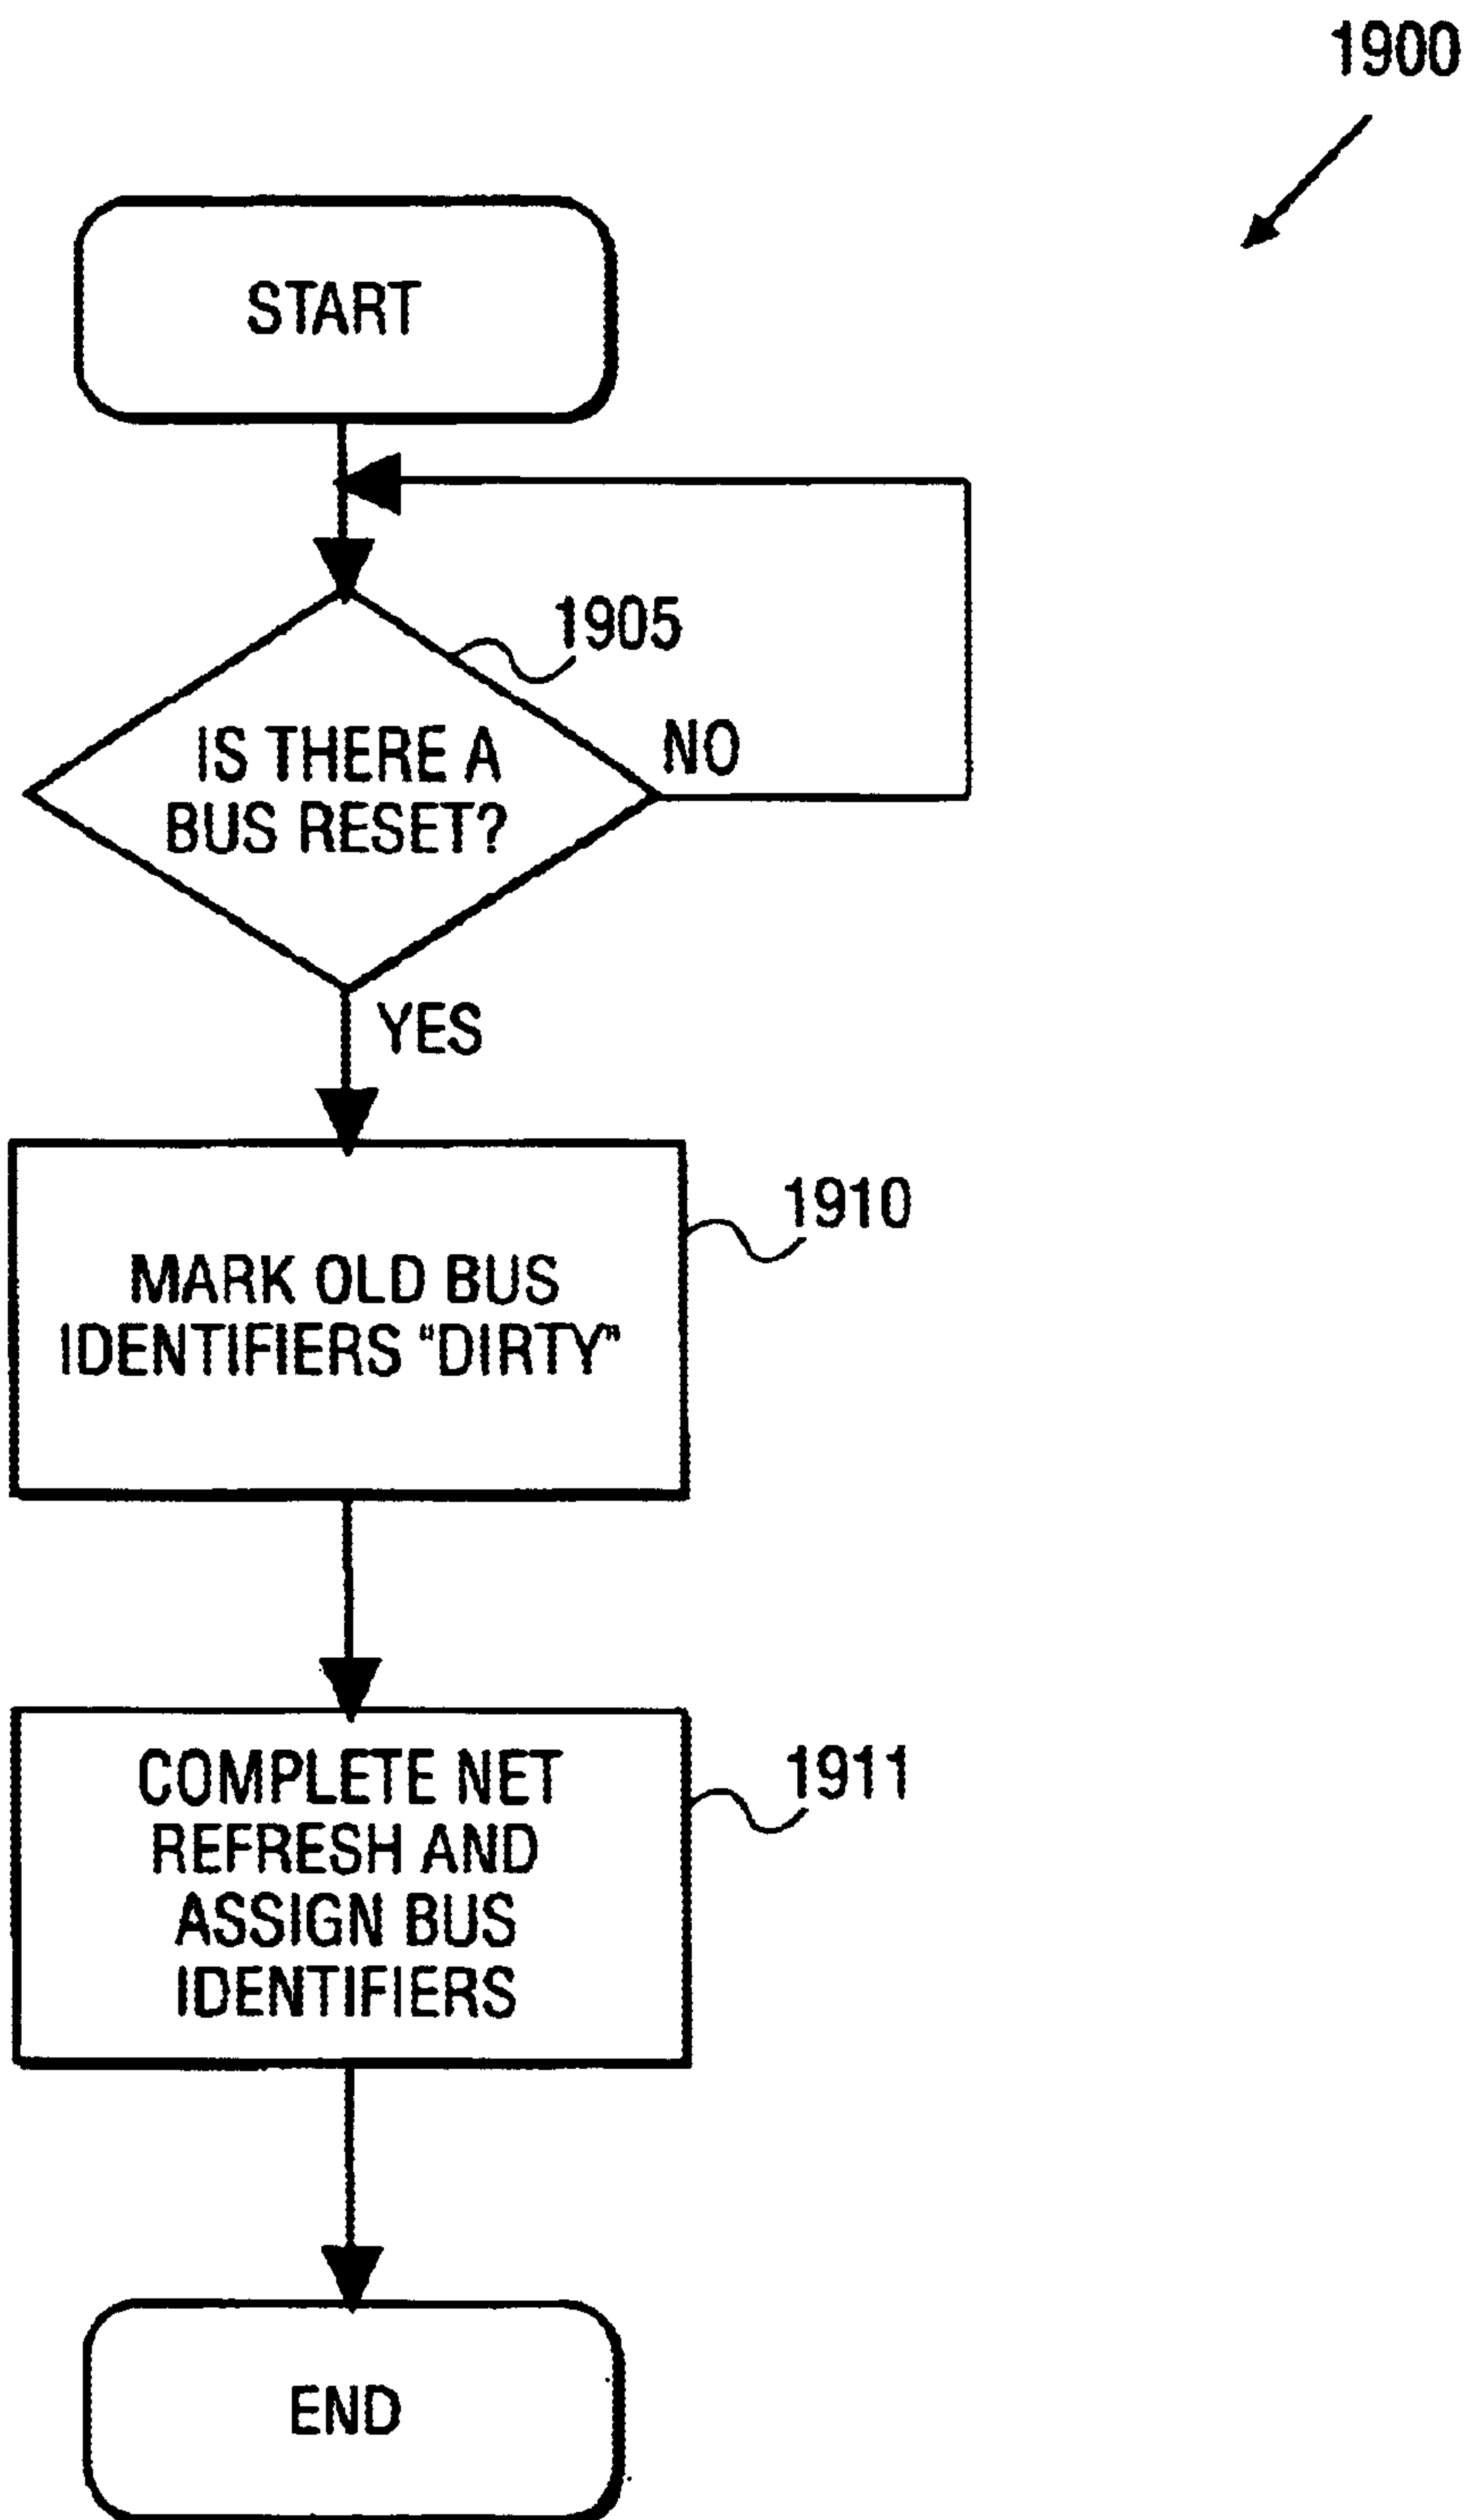 1900
START
1905
IS THERE A
BUS RESET?
NO
YES
1910
MARK OLD BUS
IDENTIFIERS "DIRTY"
1911
COMPLETE NET
REFRESH AND
ASSIGN BUS
IDENTIFIERS
END